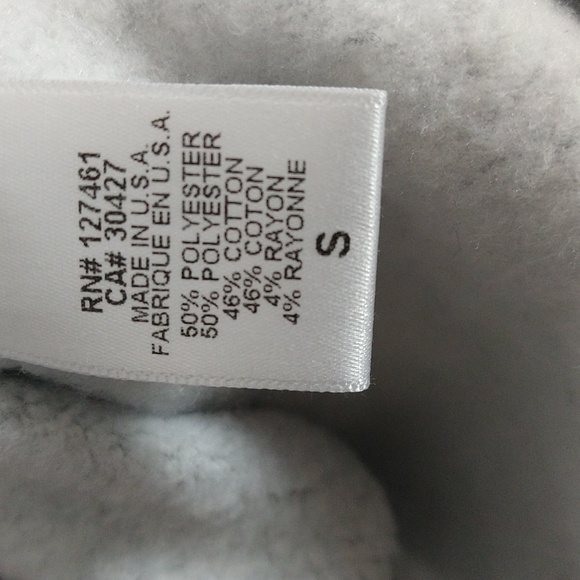 RN# 127461
CA# 30427
MADE IN U.S.A.
FABRIQUE EN U.S.A.
50% POLYESTER
50% POLYESTER
46% COTTON
46% COTON
4% RAYON
4% RAYONNE
S